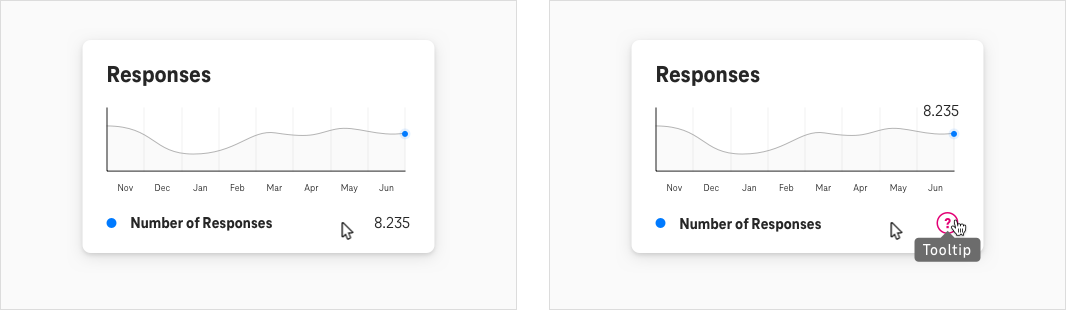 Responses
Nov Dec Jan Feb Mar Apr May Jun
Number of Responses 8.235
Responses
8.235
Nov Dec Jan Feb Mar Apr May Jun
Number of Responses ?
Tooltip